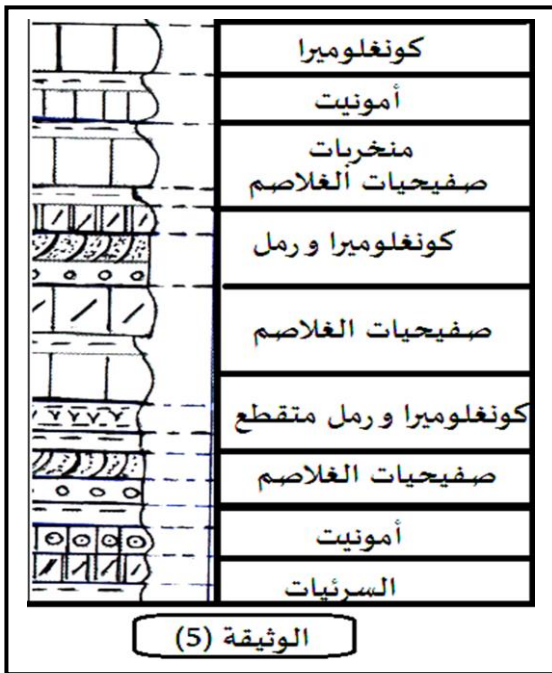 كونغلوميرا
أمونيت
منخربات
صفيحيات الغلاصم
كونغلوميرا و رمل
صفيحيات الغلاصم
كونغلوميرا و رمل متقطع
صفيحيات الغلاصم
أمونيت
السرئيات
الوثيقة (5)